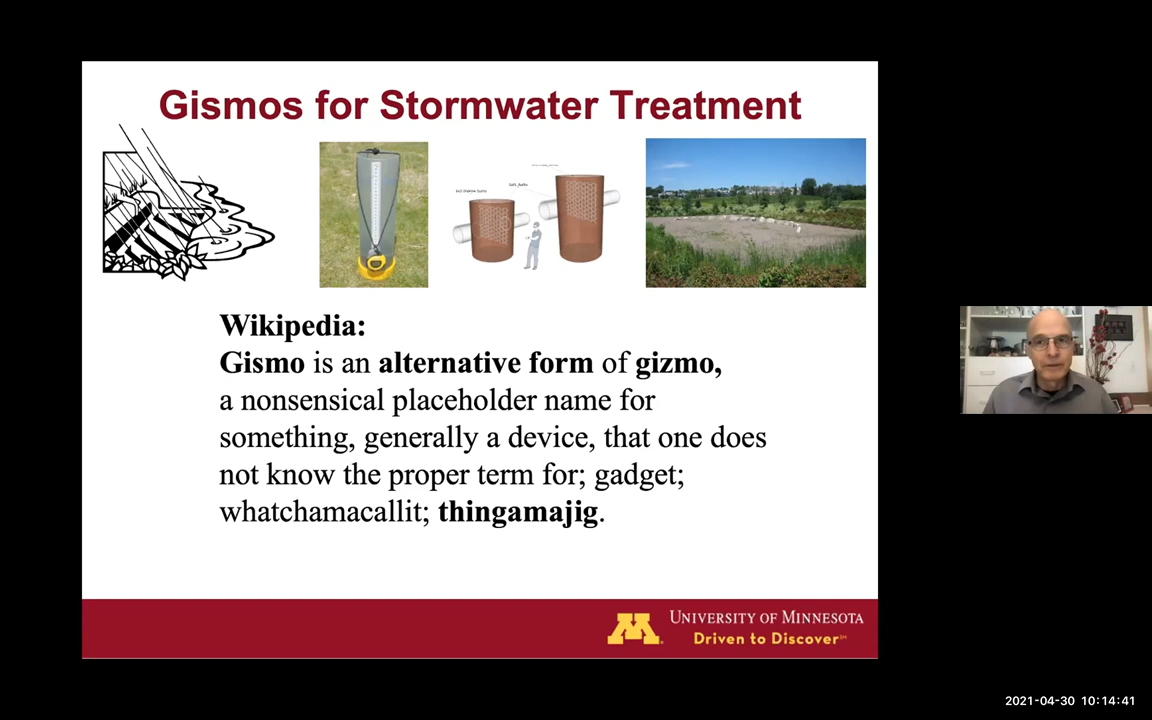 Gismos for Stormwater Treatment
Wikipedia:
Gismo is an alternative form of gizmo,
a nonsensical placeholder name for
something, generally a device, that one does
not know the proper term for; gadget;
whatchamacallit; thingamajig.
UNIVERSITY OF MINNESOTA
Driven to Discover℠
2021-04-30 10:14:41